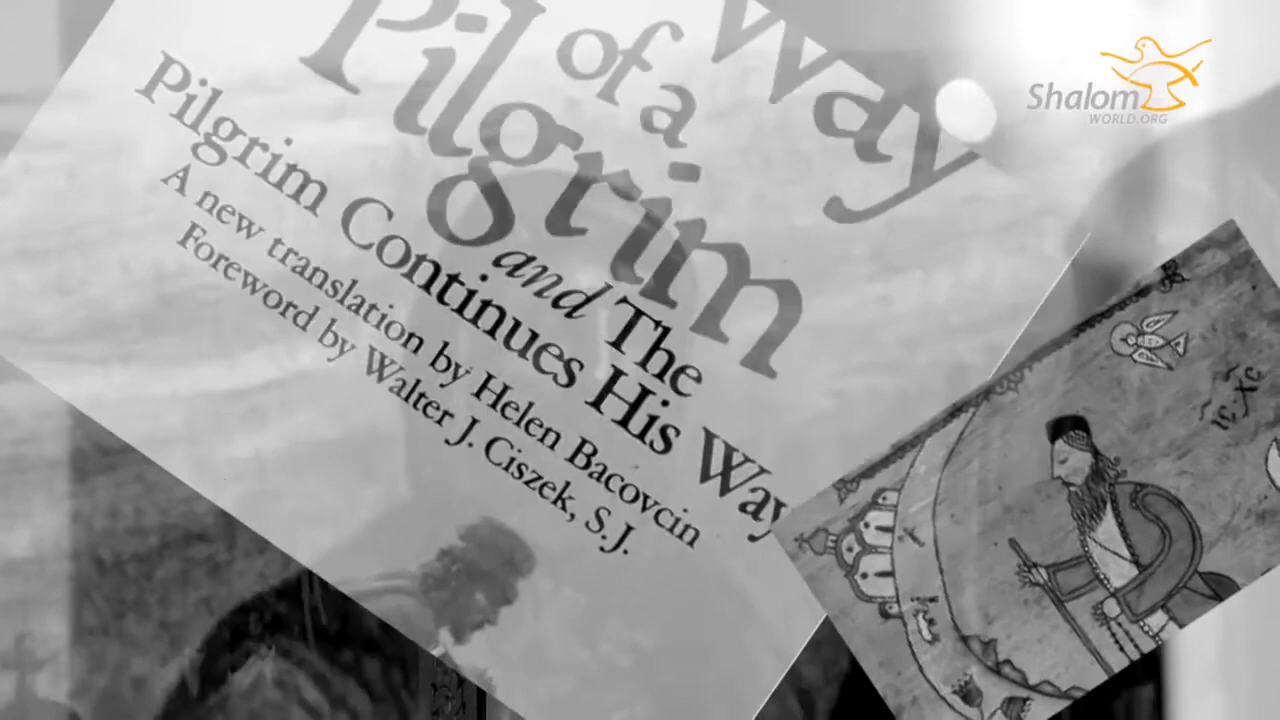 Way
of a
Pilgrim
and The
Pilgrim Continues His Way
A new translation by Helen Bacovcin
Foreword by Walter J. Ciszek, S.J.
Shalom
WORLD.ORG